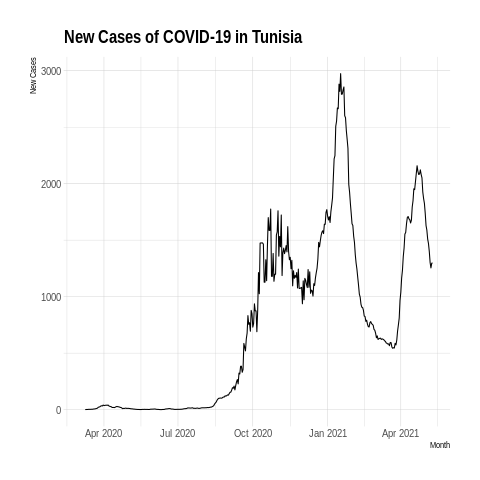 New Cases of COVID-19 in Tunisia
New Cases
3000
2000
1000
0
Apr 2020 Jul 2020 Oct 2020 Jan 2021 Apr 2021
Month